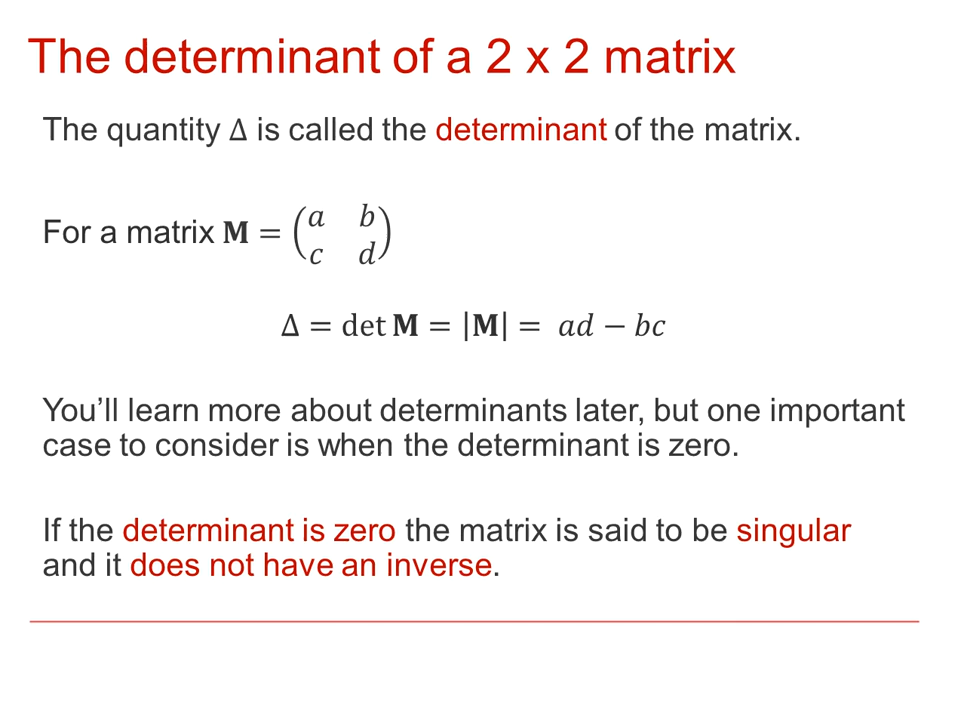 The determinant of a 2 x 2 matrix
The quantity Δ is called the determinant of the matrix.
For a matrix M = (a b
c d)
Δ = det M = |M| = ad − bc
You’ll learn more about determinants later, but one important
case to consider is when the determinant is zero.
If the determinant is zero the matrix is said to be singular
and it does not have an inverse.